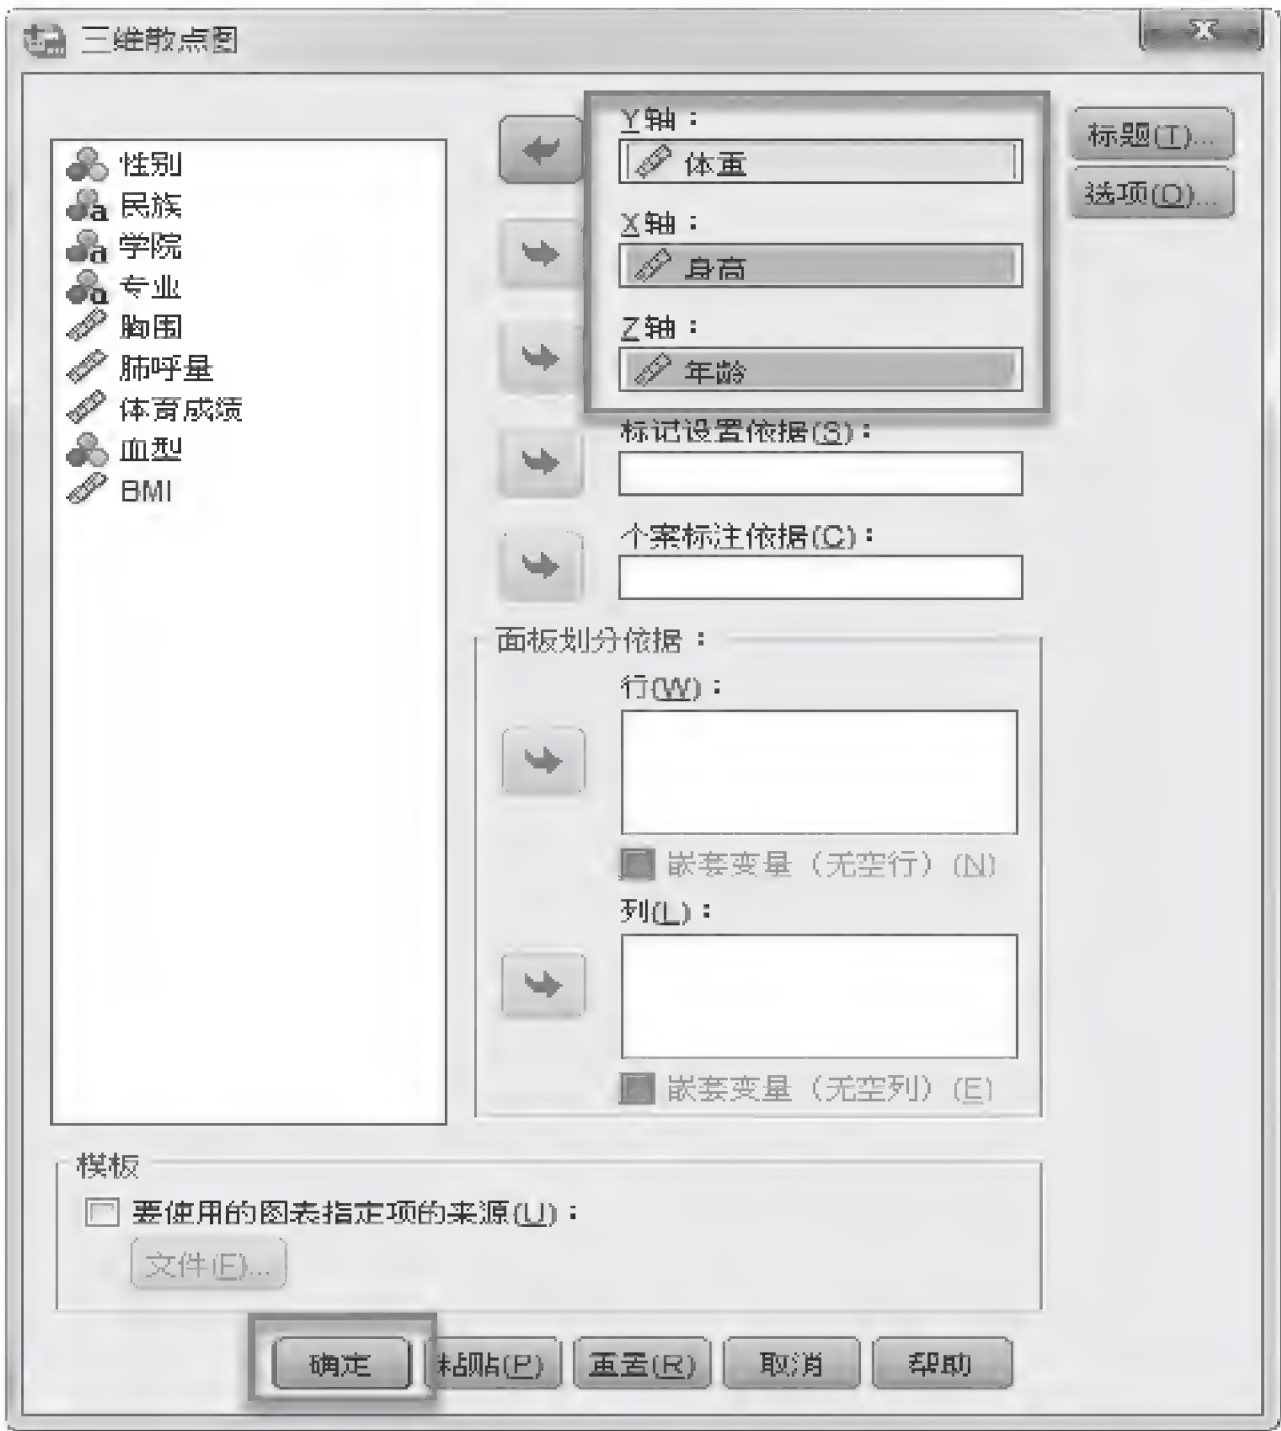 三维散点图
性别
民族
学院
专业
胸围
肺呼量
体育成绩
血型
BMI
Y轴：
体重
X轴：
身高
Z轴：
年龄
标记设置依据(S)：
个案标注依据(C)：
面板划分依据：
行(W)：
嵌套变量（无空行）(N)
列(L)：
嵌套变量（无空列）(E)
标题(T)...
选项(O)...
模板
要使用的图表指定项的来源(U)：
文件(F)...
确定
粘贴(P)
重置(R)
取消
帮助